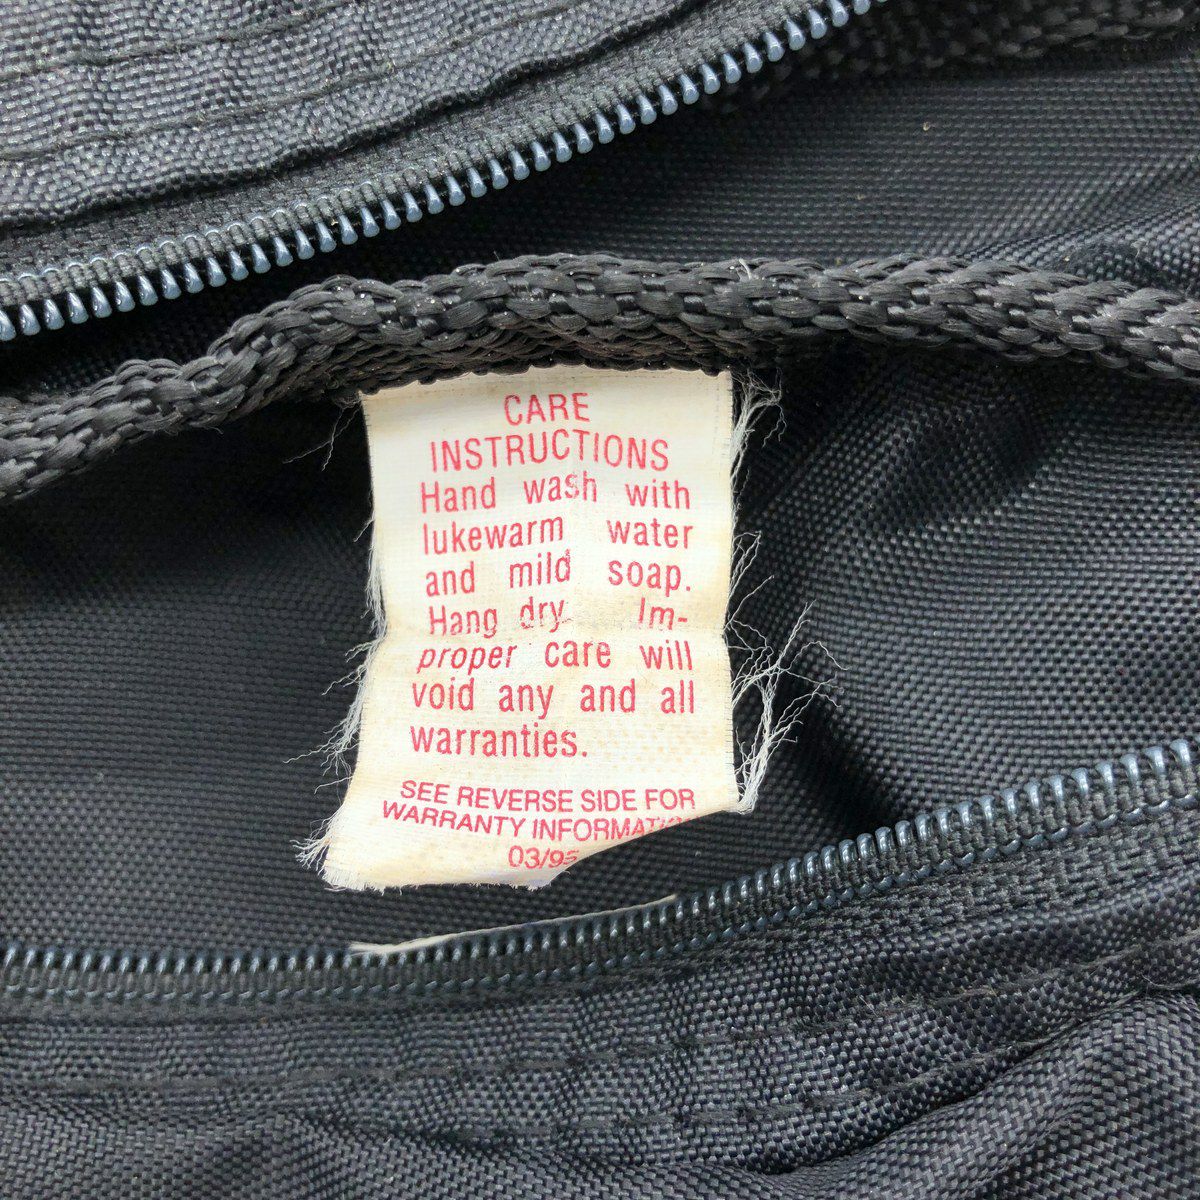 CARE
INSTRUCTIONS
Hand wash with
lukewarm water
and mild soap.
Hang dry Im-
proper care will
void any and all
warranties.
SEE REVERSE SIDE FOR
WARRANTY
03/95